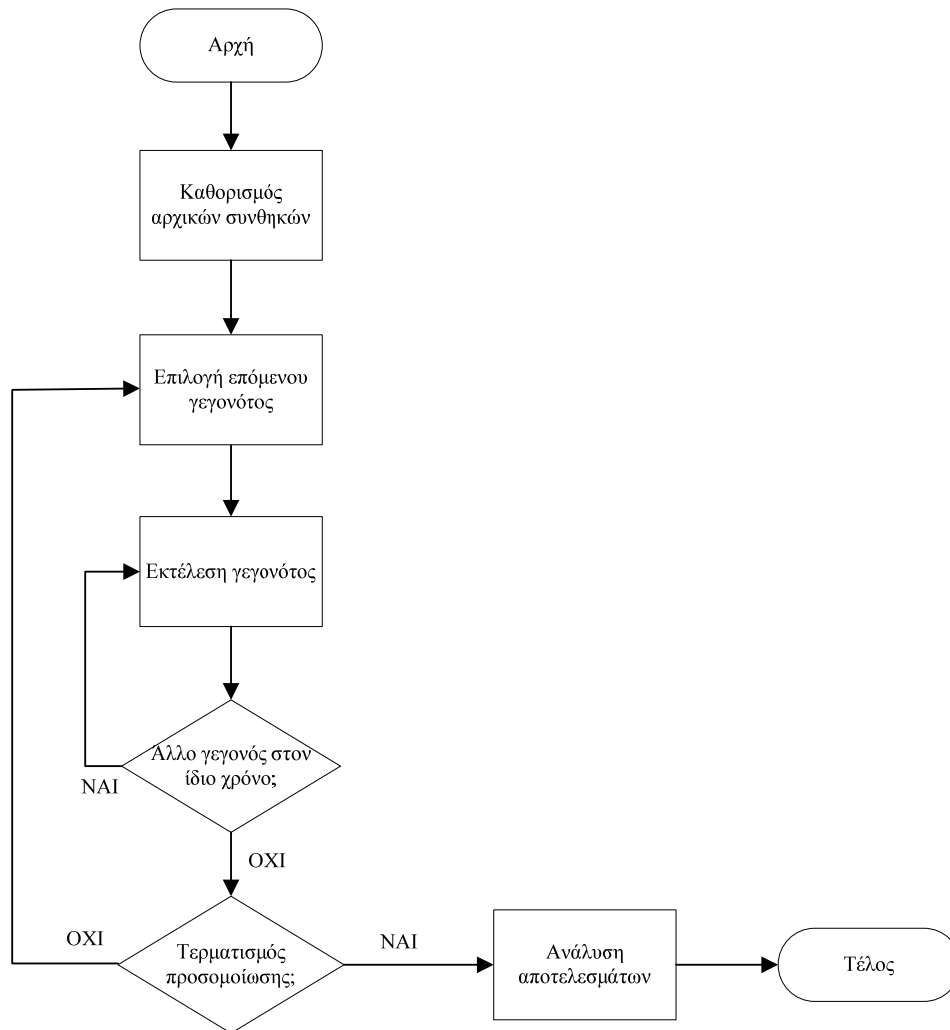 Αρχή
Καθορισμός
αρχικών συνθηκών
Επιλογή επόμενου
γεγονότος
Εκτέλεση γεγονότος
Αλλο γεγονός στον
ίδιο χρόνο;
ΝΑΙ
ΟΧΙ
ΟΧΙ
Τερματισμός
προσομοίωσης;
ΝΑΙ
Ανάλυση
αποτελεσμάτων
Τέλος